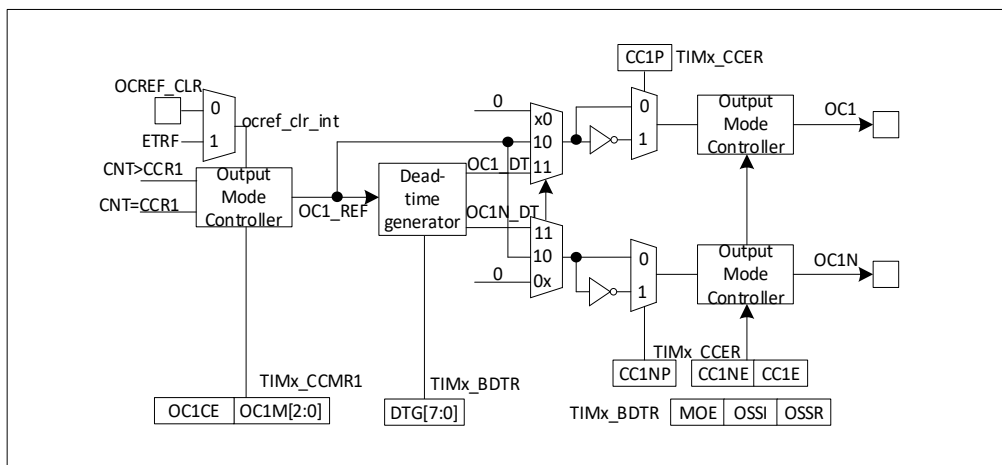 CC1P
TIMx_CCER
OCREF_CLR
0
ocref_clr_int
ETRF
1
CNT>CCR1
CNT=CCR1
Output
Mode
Controller
OC1_REF
Dead-
time
generator
OC1_DT
OC1N_DT
0
x0
10
11
11
10
0x
0
0
1
Output
Mode
Controller
OC1
0
1
Output
Mode
Controller
OC1N
TIMx_CCER
CC1NP
CC1NE
CC1E
TIMx_CCMR1
OC1CE
OC1M[2:0]
TIMx_BDTR
DTG[7:0]
TIMx_BDTR
MOE
OSSI
OSSR